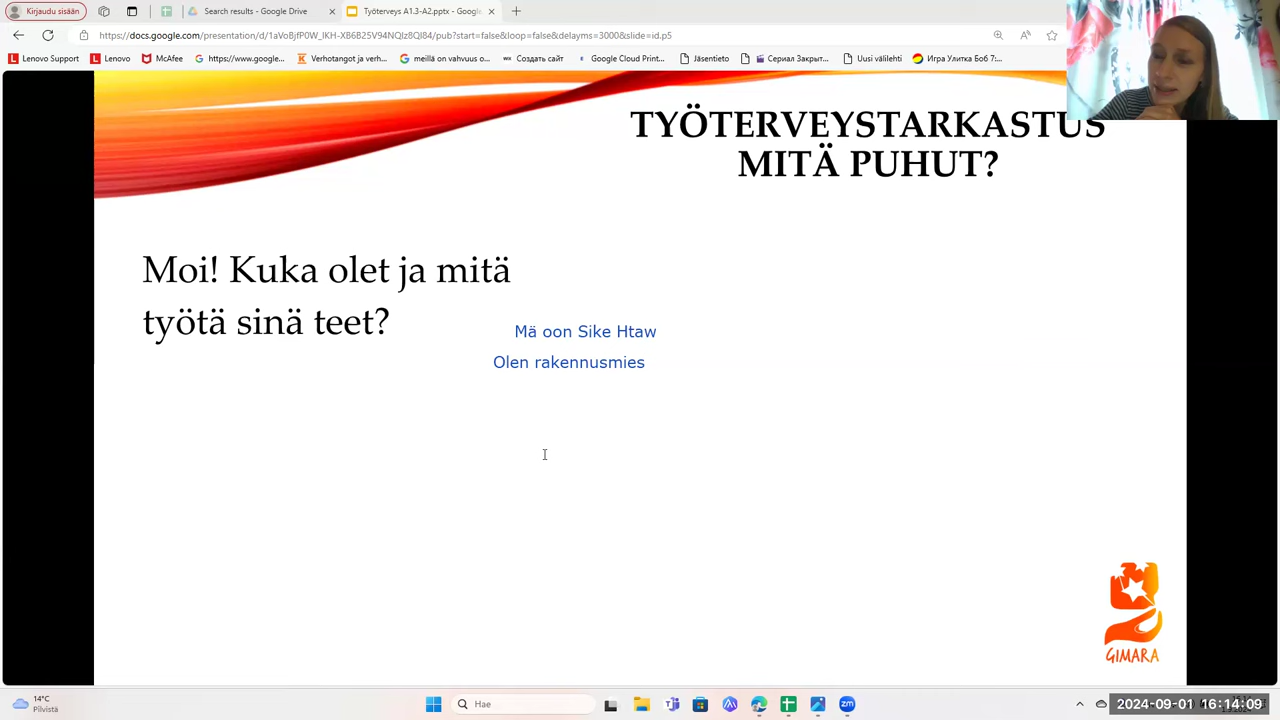 Kirjaudu sisään
Search results - Google Drive
Työterveys A1.3-A2.pptx - Google
https://docs.google.com/presentation/d/1aVoBjfP0W_IKH-XB6B25V94NQIz8QI84/pub?start=false&loop=false&delayms=3000&slide=id.p5
Lenovo Support
Lenovo
McAfee
https://www.google...
Verhotangot ja verh...
meillä on vahvuus o...
Создать сайт
Google Cloud Print...
Jäsentieto
Сериал Закрыт...
Uusi välilehti
Игра Улитка Боб 7:...
TYÖTERVEYSTARKASTUS
MITÄ PUHUT?
Moi! Kuka olet ja mitä
työtä sinä teet?
Mä oon Sike Htaw
Olen rakennusmies
GIMARA
14°C
Pilvistä
Hae
2024-09-01 16:14:09